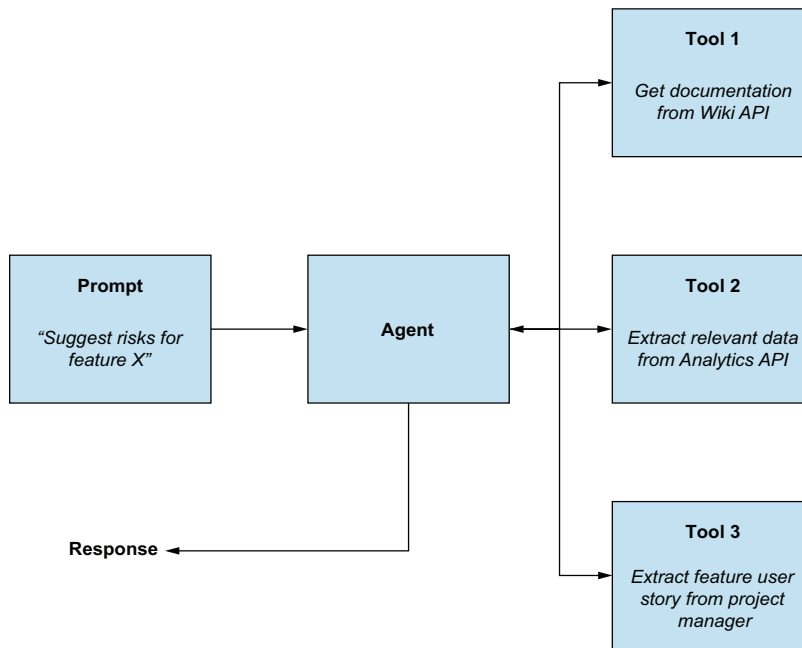 Tool 1
Get documentation
from Wiki API
Prompt
“Suggest risks for
feature X”
Agent
Tool 2
Extract relevant data
from Analytics API
Response
Tool 3
Extract feature user
story from project
manager